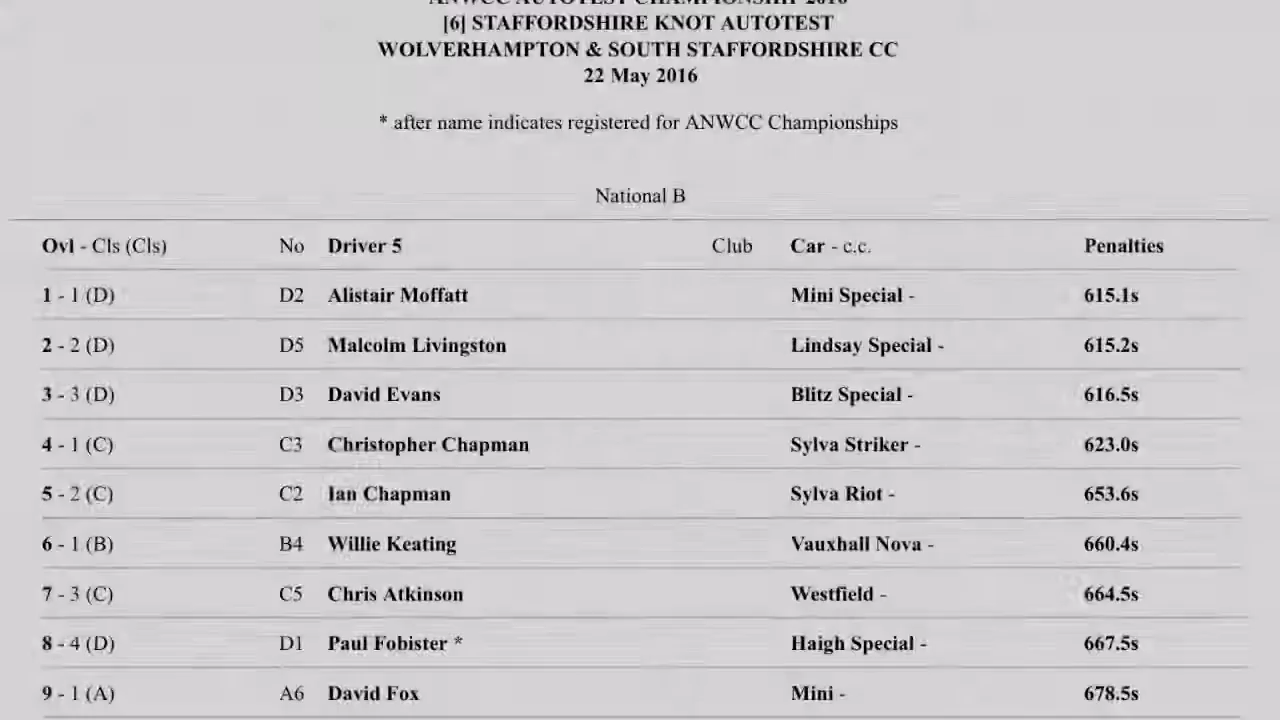 ANWCC AUTOTEST CHAMPIONSHIP 2016
[6] STAFFORDSHIRE KNOT AUTOTEST
WOLVERHAMPTON & SOUTH STAFFORDSHIRE CC
22 May 2016
* after name indicates registered for ANWCC Championships
National B
Ovl - Cls (Cls) No Driver 5 Club Car - c.c. Penalties
1 - 1 (D) D2 Alistair Moffatt Mini Special - 615.1s
2 - 2 (D) D5 Malcolm Livingston Lindsay Special - 615.2s
3 - 3 (D) D3 David Evans Blitz Special - 616.5s
4 - 1 (C) C3 Christopher Chapman Sylva Striker - 623.0s
5 - 2 (C) C2 Ian Chapman Sylva Riot - 653.6s
6 - 1 (B) B4 Willie Keating Vauxhall Nova - 660.4s
7 - 3 (C) C5 Chris Atkinson Westfield - 664.5s
8 - 4 (D) D1 Paul Fobister * Haigh Special - 667.5s
9 - 1 (A) A6 David Fox Mini - 678.5s